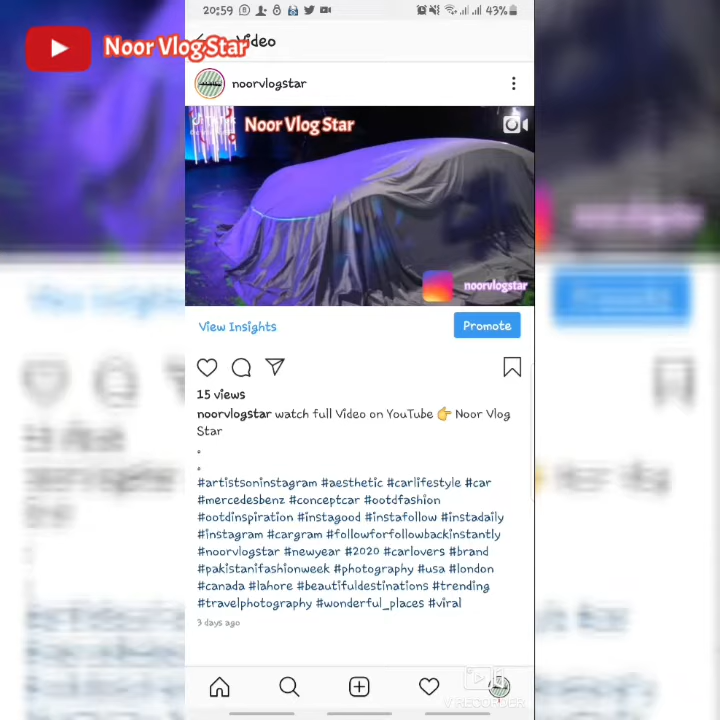 Noor Vlog Star
20:59
43%
Video
noorvlogstar
Noor Vlog Star
noorvlogstar
View Insights
Promote
15 views
noorvlogstar watch full Video on YouTube 👉 Noor Vlog
Star
.
.
#artistsoninstagram #aesthetic #carlifestyle #car
#mercedesbenz #conceptcar #ootdfashion
#ootdinspiration #instagood #instafollow #instadaily
#instagram #cargram #followforfollowbackinstantly
#noorvlogstar #newyear #2020 #carlovers #brand
#pakistanifashionweek #photography #usa #london
#canada #lahore #beautifuldestinations #trending
#travelphotography #wonderful_places #viral
3 days ago
V RECORDER